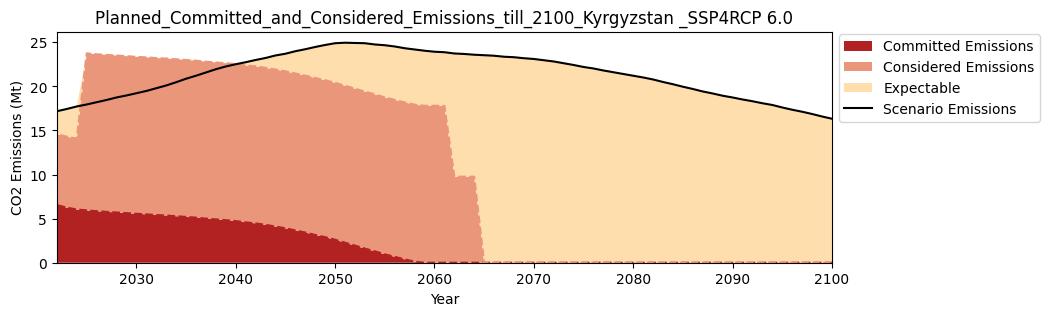 Planned_Committed_and_Considered_Emissions_till_2100_Kyrgyzstan _SSP4RCP 6.0
Committed Emissions
Considered Emissions
Expectable
Scenario Emissions
CO2 Emissions (Mt)
25
20
15
10
5
0
2030 2040 2050 2060 2070 2080 2090 2100
Year